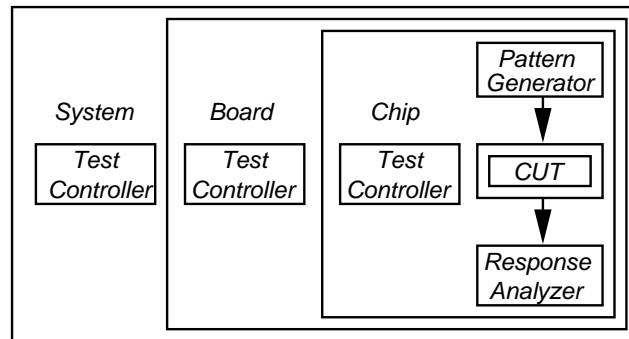 System
Test
Controller
Board
Test
Controller
Chip
Test
Controller
Pattern
Generator
CUT
Response
Analyzer